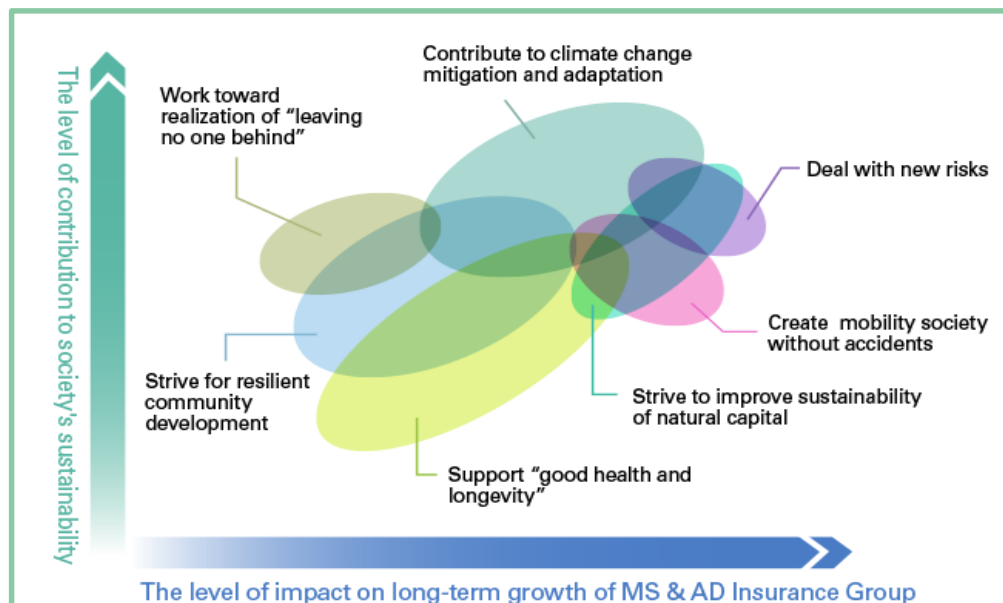 The level of contribution to society's sustainability
Contribute to climate change
mitigation and adaptation
Work toward
realization of “leaving
no one behind”
Deal with new risks
Create mobility society
without accidents
Strive for resilient
community
development
Strive to improve sustainability
of natural capital
Support “good health and
longevity”
The level of impact on long-term growth of MS & AD Insurance Group